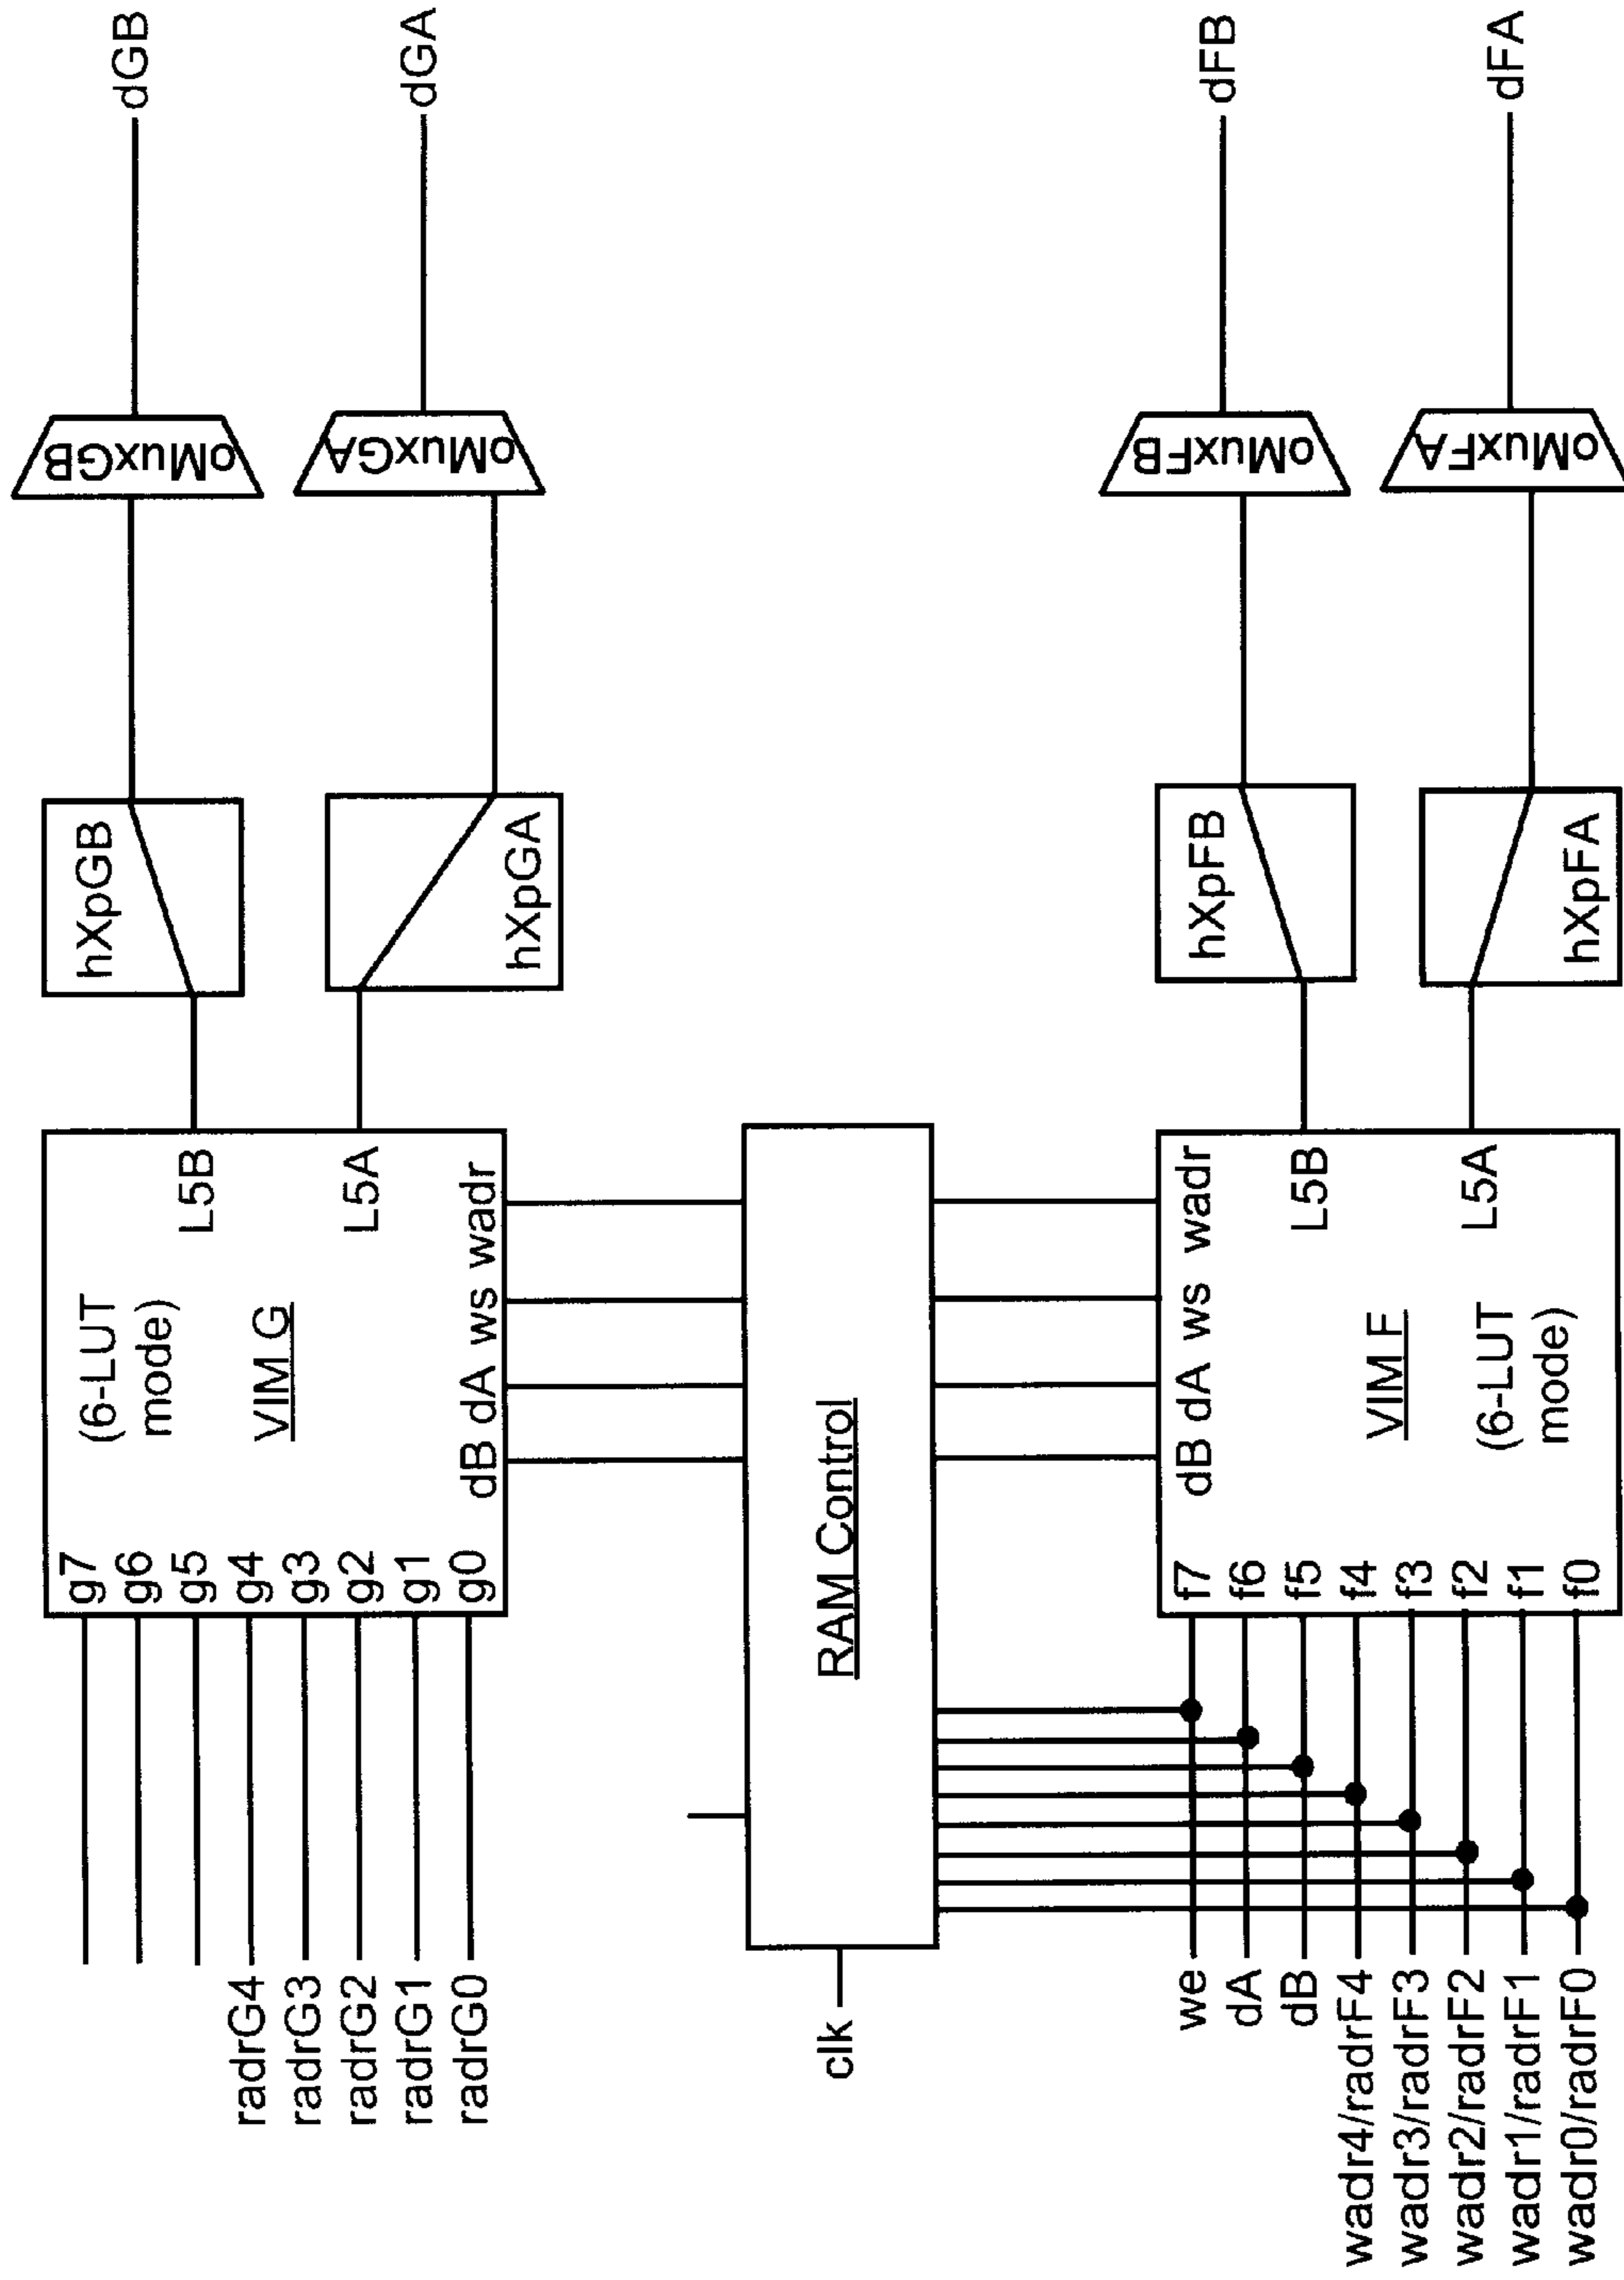 dGB
dGA
dFB
dFA
oMuxGB
oMuxGA
oMuxFB
oMuxFA
hXpGB
hXpGA
hXpFB
hXpFA
(6-LUT
mode)
VIM G
L5B
L5A
dB dA ws wadr
g7
g6
g5
g4
g3
g2
g1
g0
radrG4
radrG3
radrG2
radrG1
radrG0
RAM Control
clk
dB dA ws wadr
L5B
L5A
VIM F
(6-LUT
mode)
f7
f6
f5
f4
f3
f2
f1
f0
we
dA
dB
wadr4/radrF4
wadr3/radrF3
wadr2/radrF2
wadr1/radrF1
wadr0/radrF0